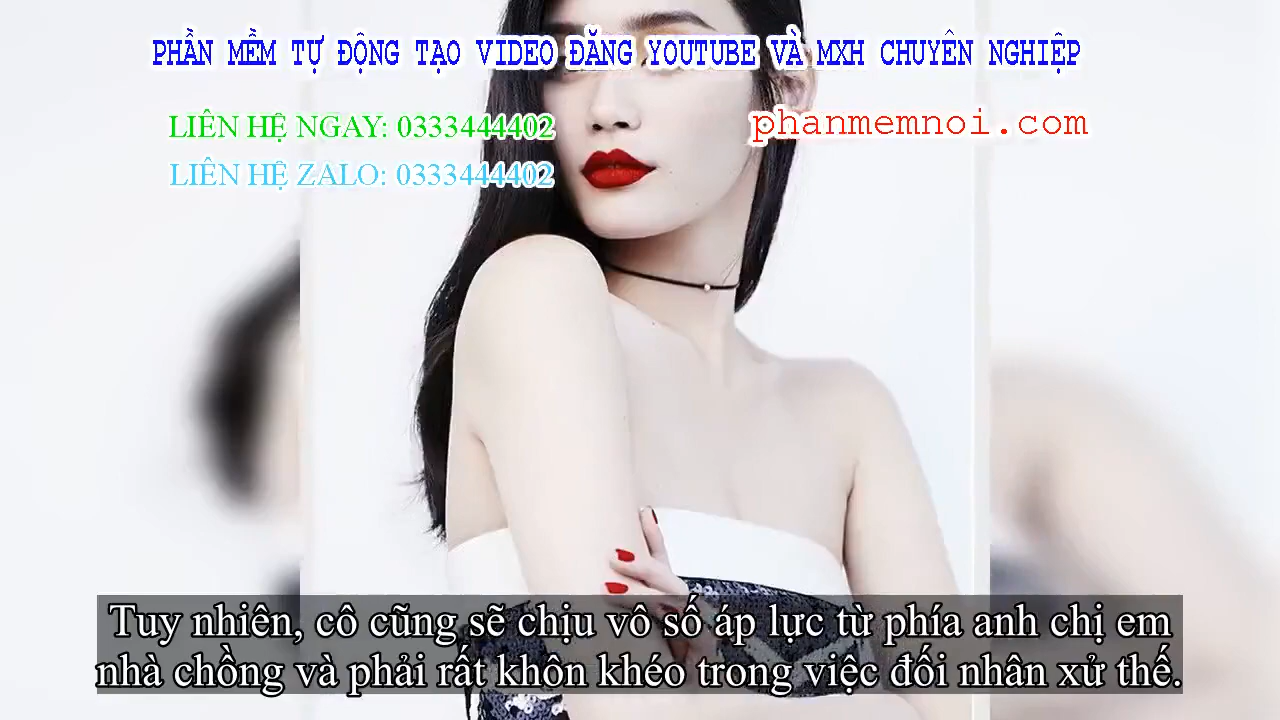 PHẦN MỀM TỰ ĐỘNG TẠO VIDEO ĐĂNG YOUTUBE VÀ MXH CHUYÊN NGHIỆP
LIÊN HỆ NGAY: 0333444402
phanmemnoi.com
LIÊN HỆ ZALO: 0333444402
Tuy nhiên, cô cũng sẽ chịu vô số áp lực từ phía anh chị em
nhà chồng và phải rất khôn khéo trong việc đối nhân xử thế.